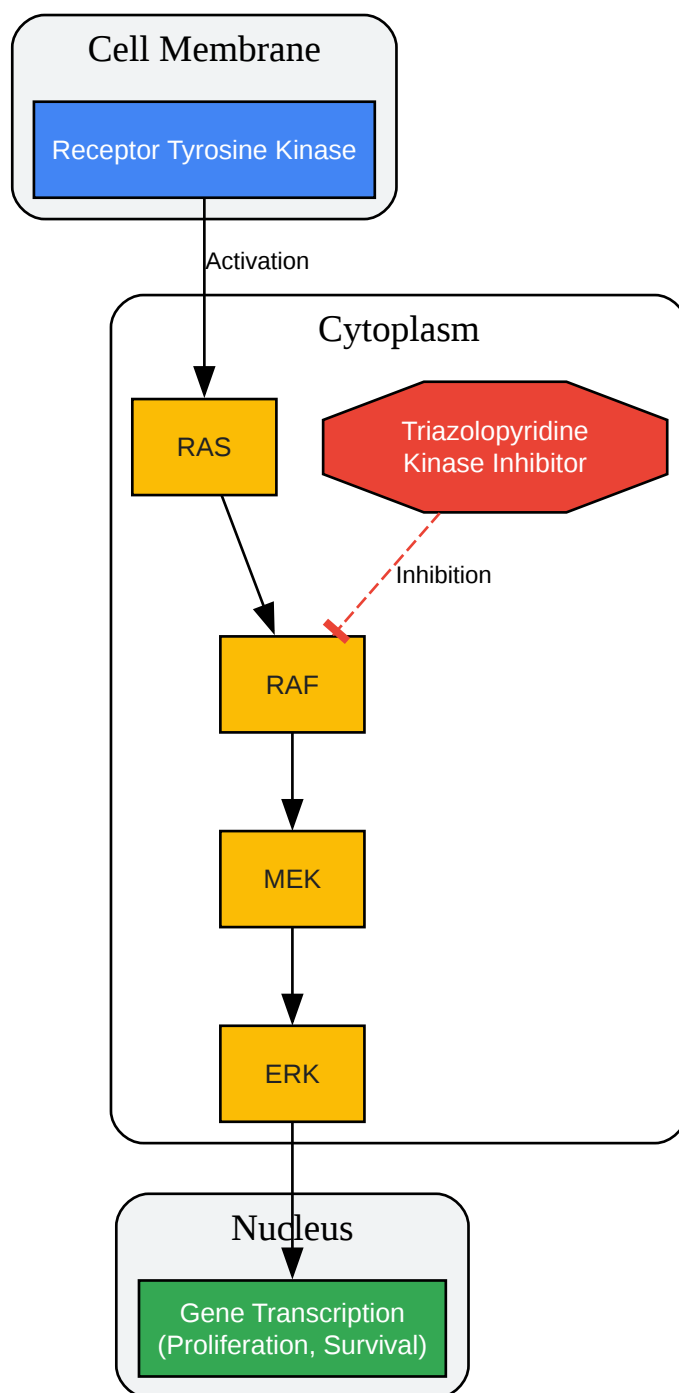 Cell Membrane
Receptor Tyrosine Kinase
Activation
Cytoplasm
RAS
Triazolopyridine
Kinase Inhibitor
Inhibition
RAF
MEK
ERK
Nucleus
Gene Transcription
(Proliferation, Survival)